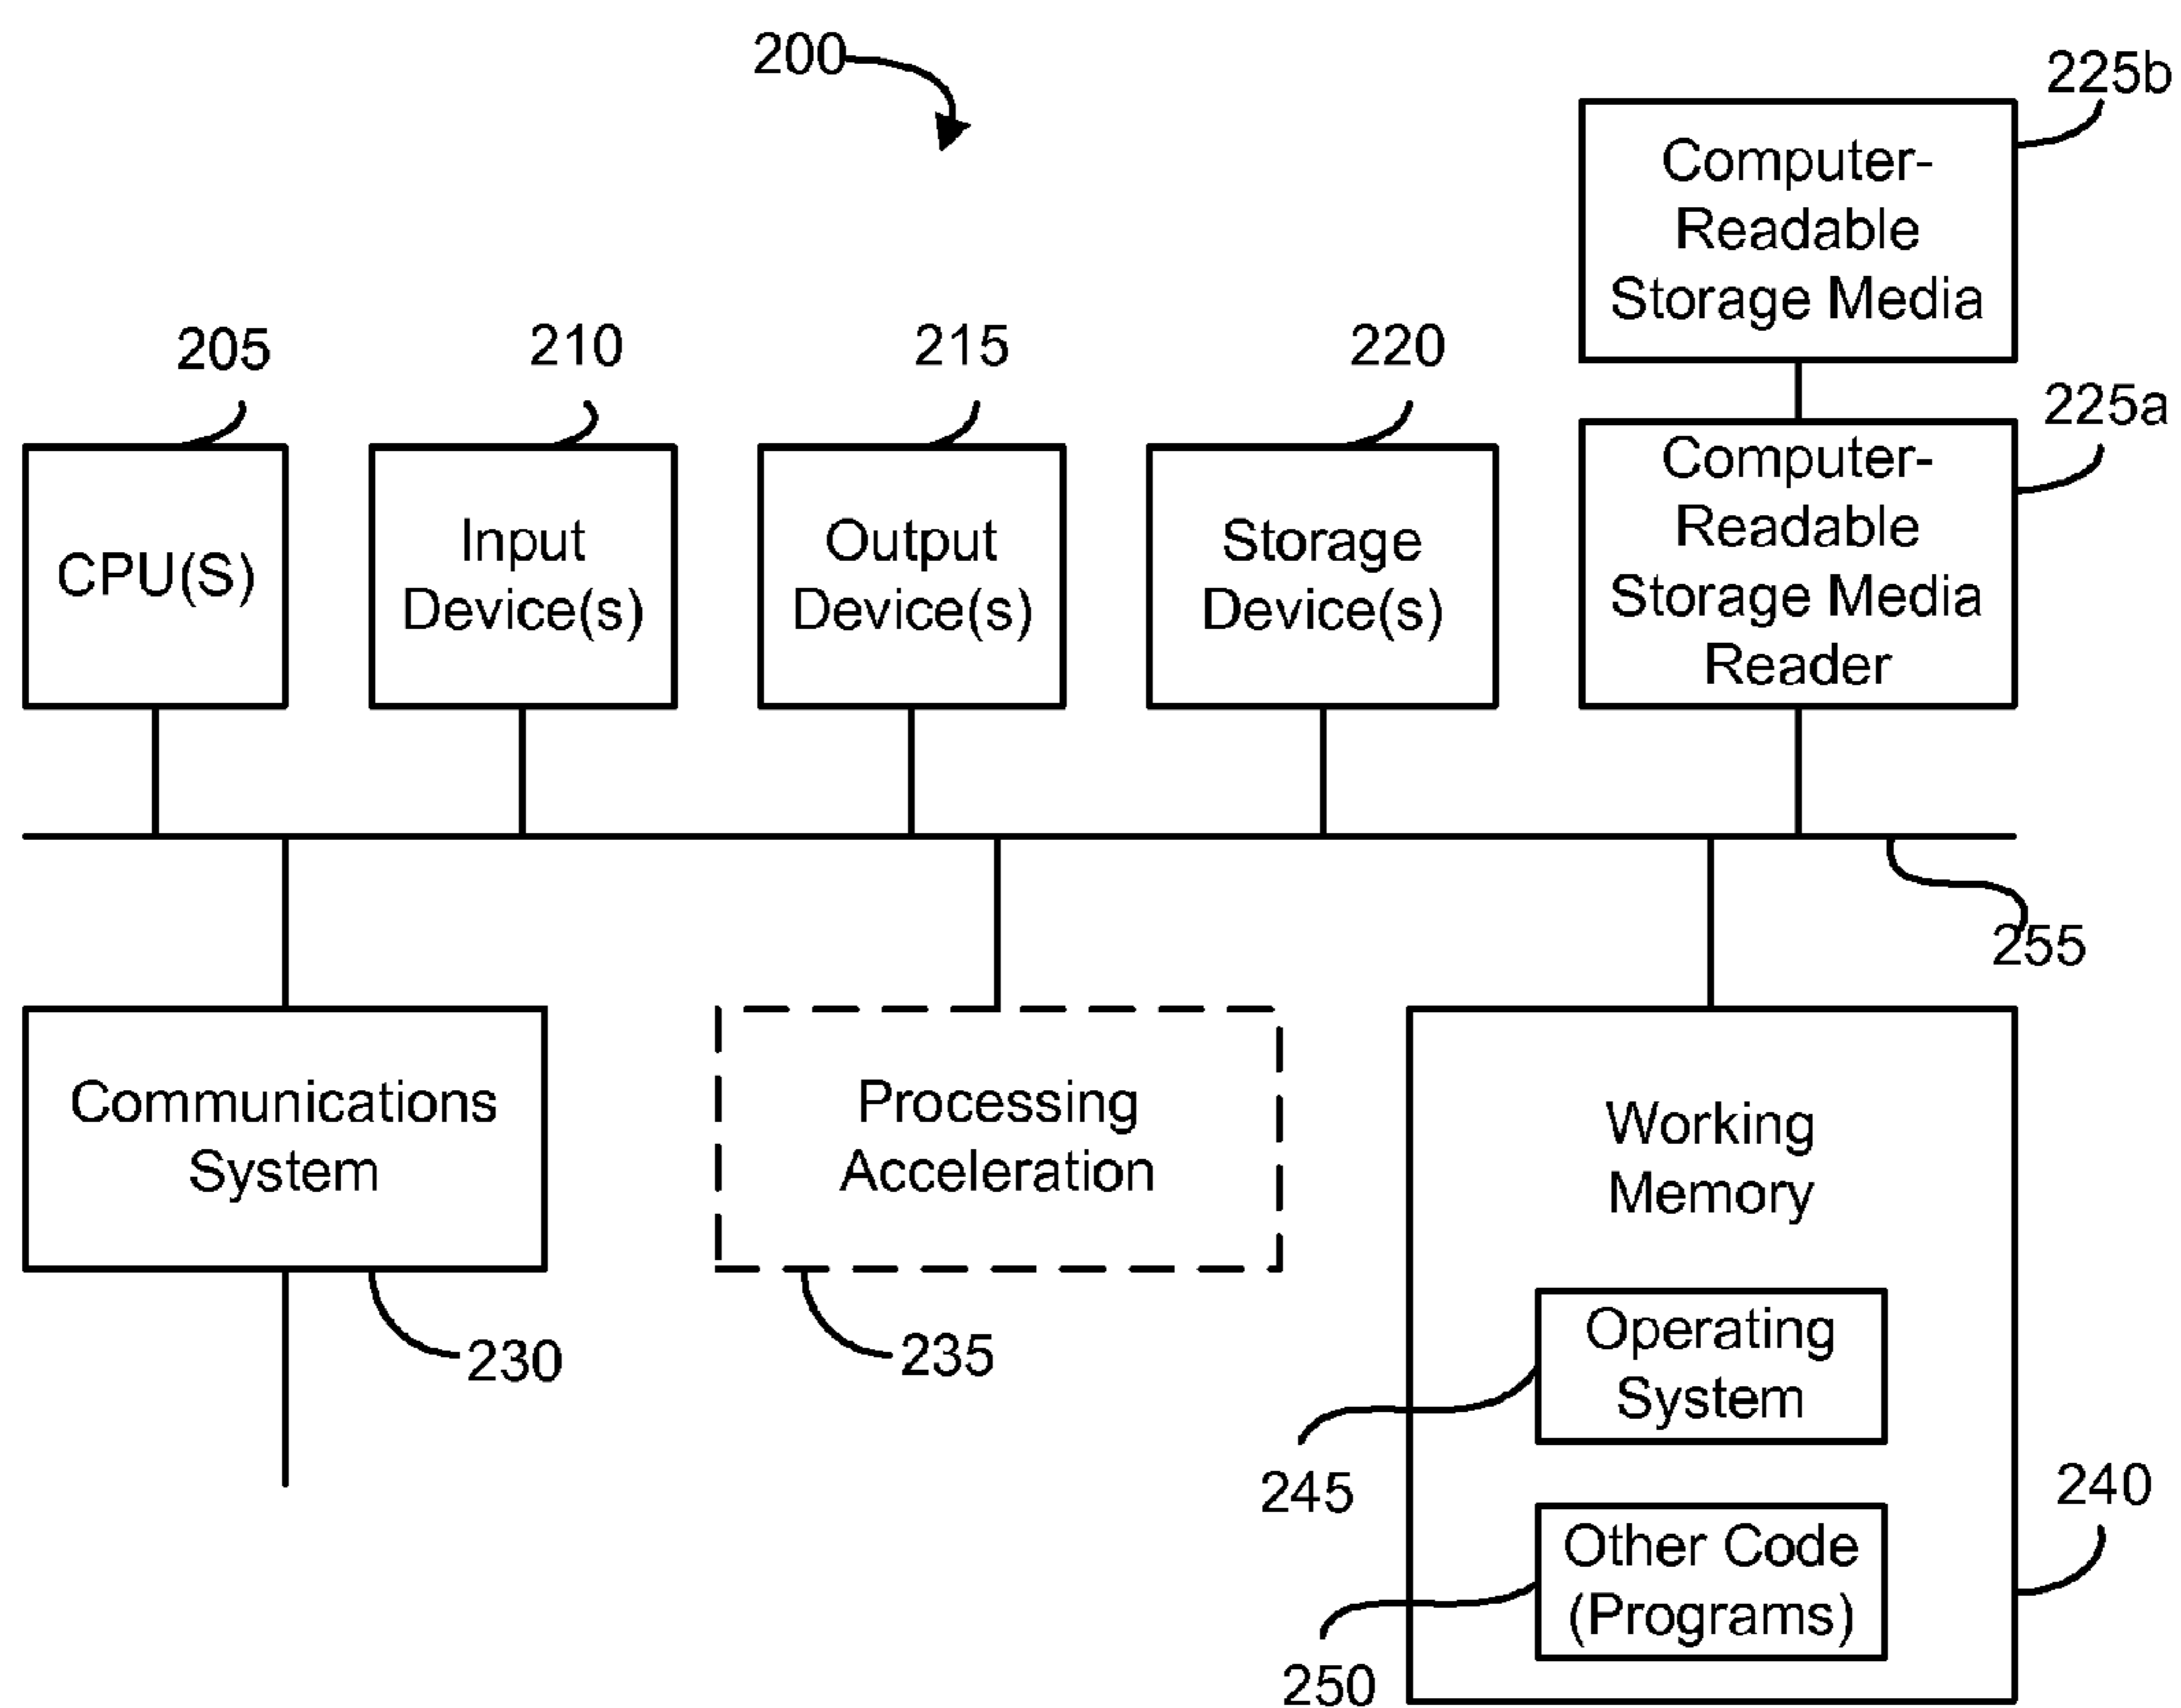 200
225b
Computer-
Readable
Storage Media
205
210
215
220
225a
CPU(S)
Input
Device(s)
Output
Device(s)
Storage
Device(s)
Computer-
Readable
Storage Media
Reader
255
Communications
System
230
Processing
Acceleration
235
Working
Memory
Operating
System
245
240
Other Code
(Programs)
250